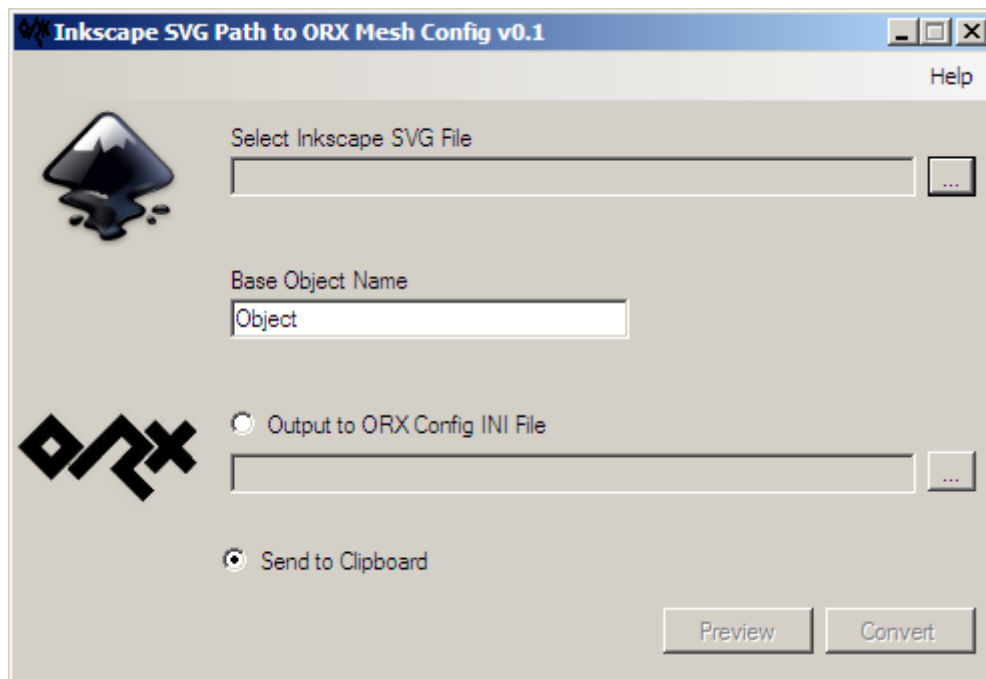 Inkscape SVG Path to ORX Mesh Config v0.1
Help
Select Inkscape SVG File
...
Base Object Name
Object
ORX
Output to ORX Config INI File
...
Send to Clipboard
Preview Convert